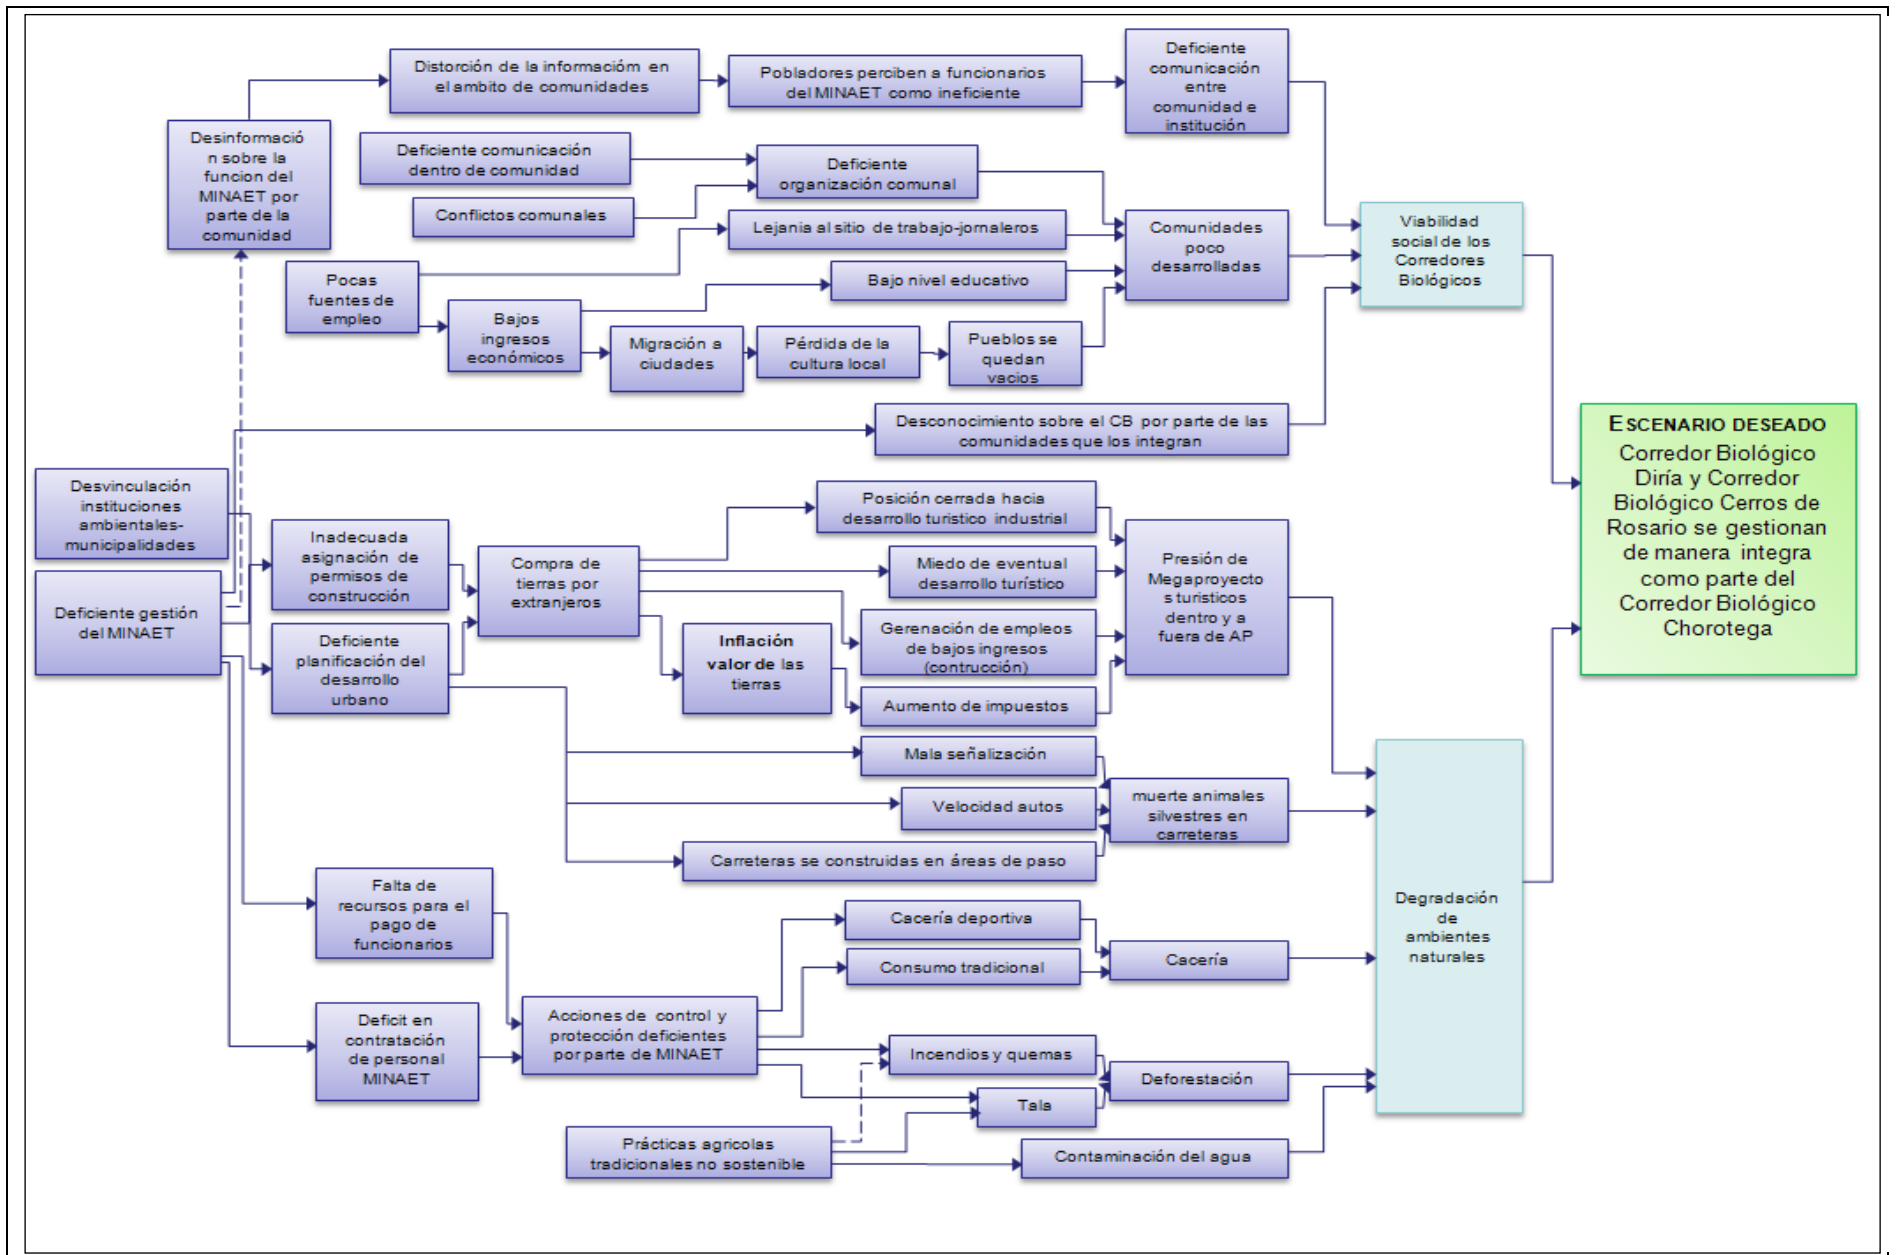 Distorción de la informacióm en
el ambito de comunidades
Pobladores perciben a funcionarios
del MINAET como ineficiente
Deficiente
comunicación
entre
comunidad e
institución
Desinformació
n sobre la
funcion del
MINAET por
parte de la
comunidad
Deficiente comunicación
dentro de comunidad
Deficiente
organización comunal
Conflictos comunales
Lejania al sitio de trabajo-jornaleros
Comunidades
poco
desarrolladas
Viabilidad
social de los
Corredores
Biológicos
Pocas
fuentes de
empleo
Bajo nivel educativo
Bajos
ingresos
económicos
Migración a
ciudades
Pérdida de la
cultura local
Pueblos se
quedan
vacios
Desconocimiento sobre el CB por parte de las
comunidades que los integran
ESCENARIO DESEADO
Corredor Biológico
Diría y Corredor
Biológico Cerros de
Rosario se gestionan
de manera integra
como parte del
Corredor Biológico
Chorotega
Desvinculación
instituciones
ambientales-
municipalidades
Posición cerrada hacia
desarrollo turistico industrial
Inadecuada
asignación de
permisos de
construcción
Compra de
tierras por
extranjeros
Miedo de eventual
desarrollo turístico
Presión de
Megaproyecto
s turisticos
dentro y a
fuera de AP
Deficiente gestión
del MINAET
Deficiente
planificación del
desarrollo
urbano
Inflación
valor de las
tierras
Gerenación de empleos
de bajos ingresos
(contrucción)
Aumento de impuestos
Mala señalización
Velocidad autos
muerte animales
silvestres en
carreteras
Carreteras se construidas en áreas de paso
Degradación
de
ambientes
naturales
Falta de
recursos para el
pago de
funcionarios
Cacería deportiva
Consumo tradicional
Cacería
Deficit en
contratación
de personal
MINAET
Acciones de control y
protección deficientes
por parte de MINAET
Incendios y quemas
Deforestación
Tala
Prácticas agricolas
tradicionales no sostenible
Contaminación del agua